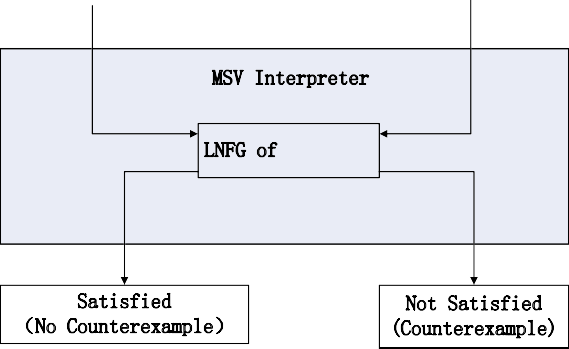 MSV Interpreter
LNFG of
Satisfied
(No Counterexample)
Not Satisfied
(Counterexample)